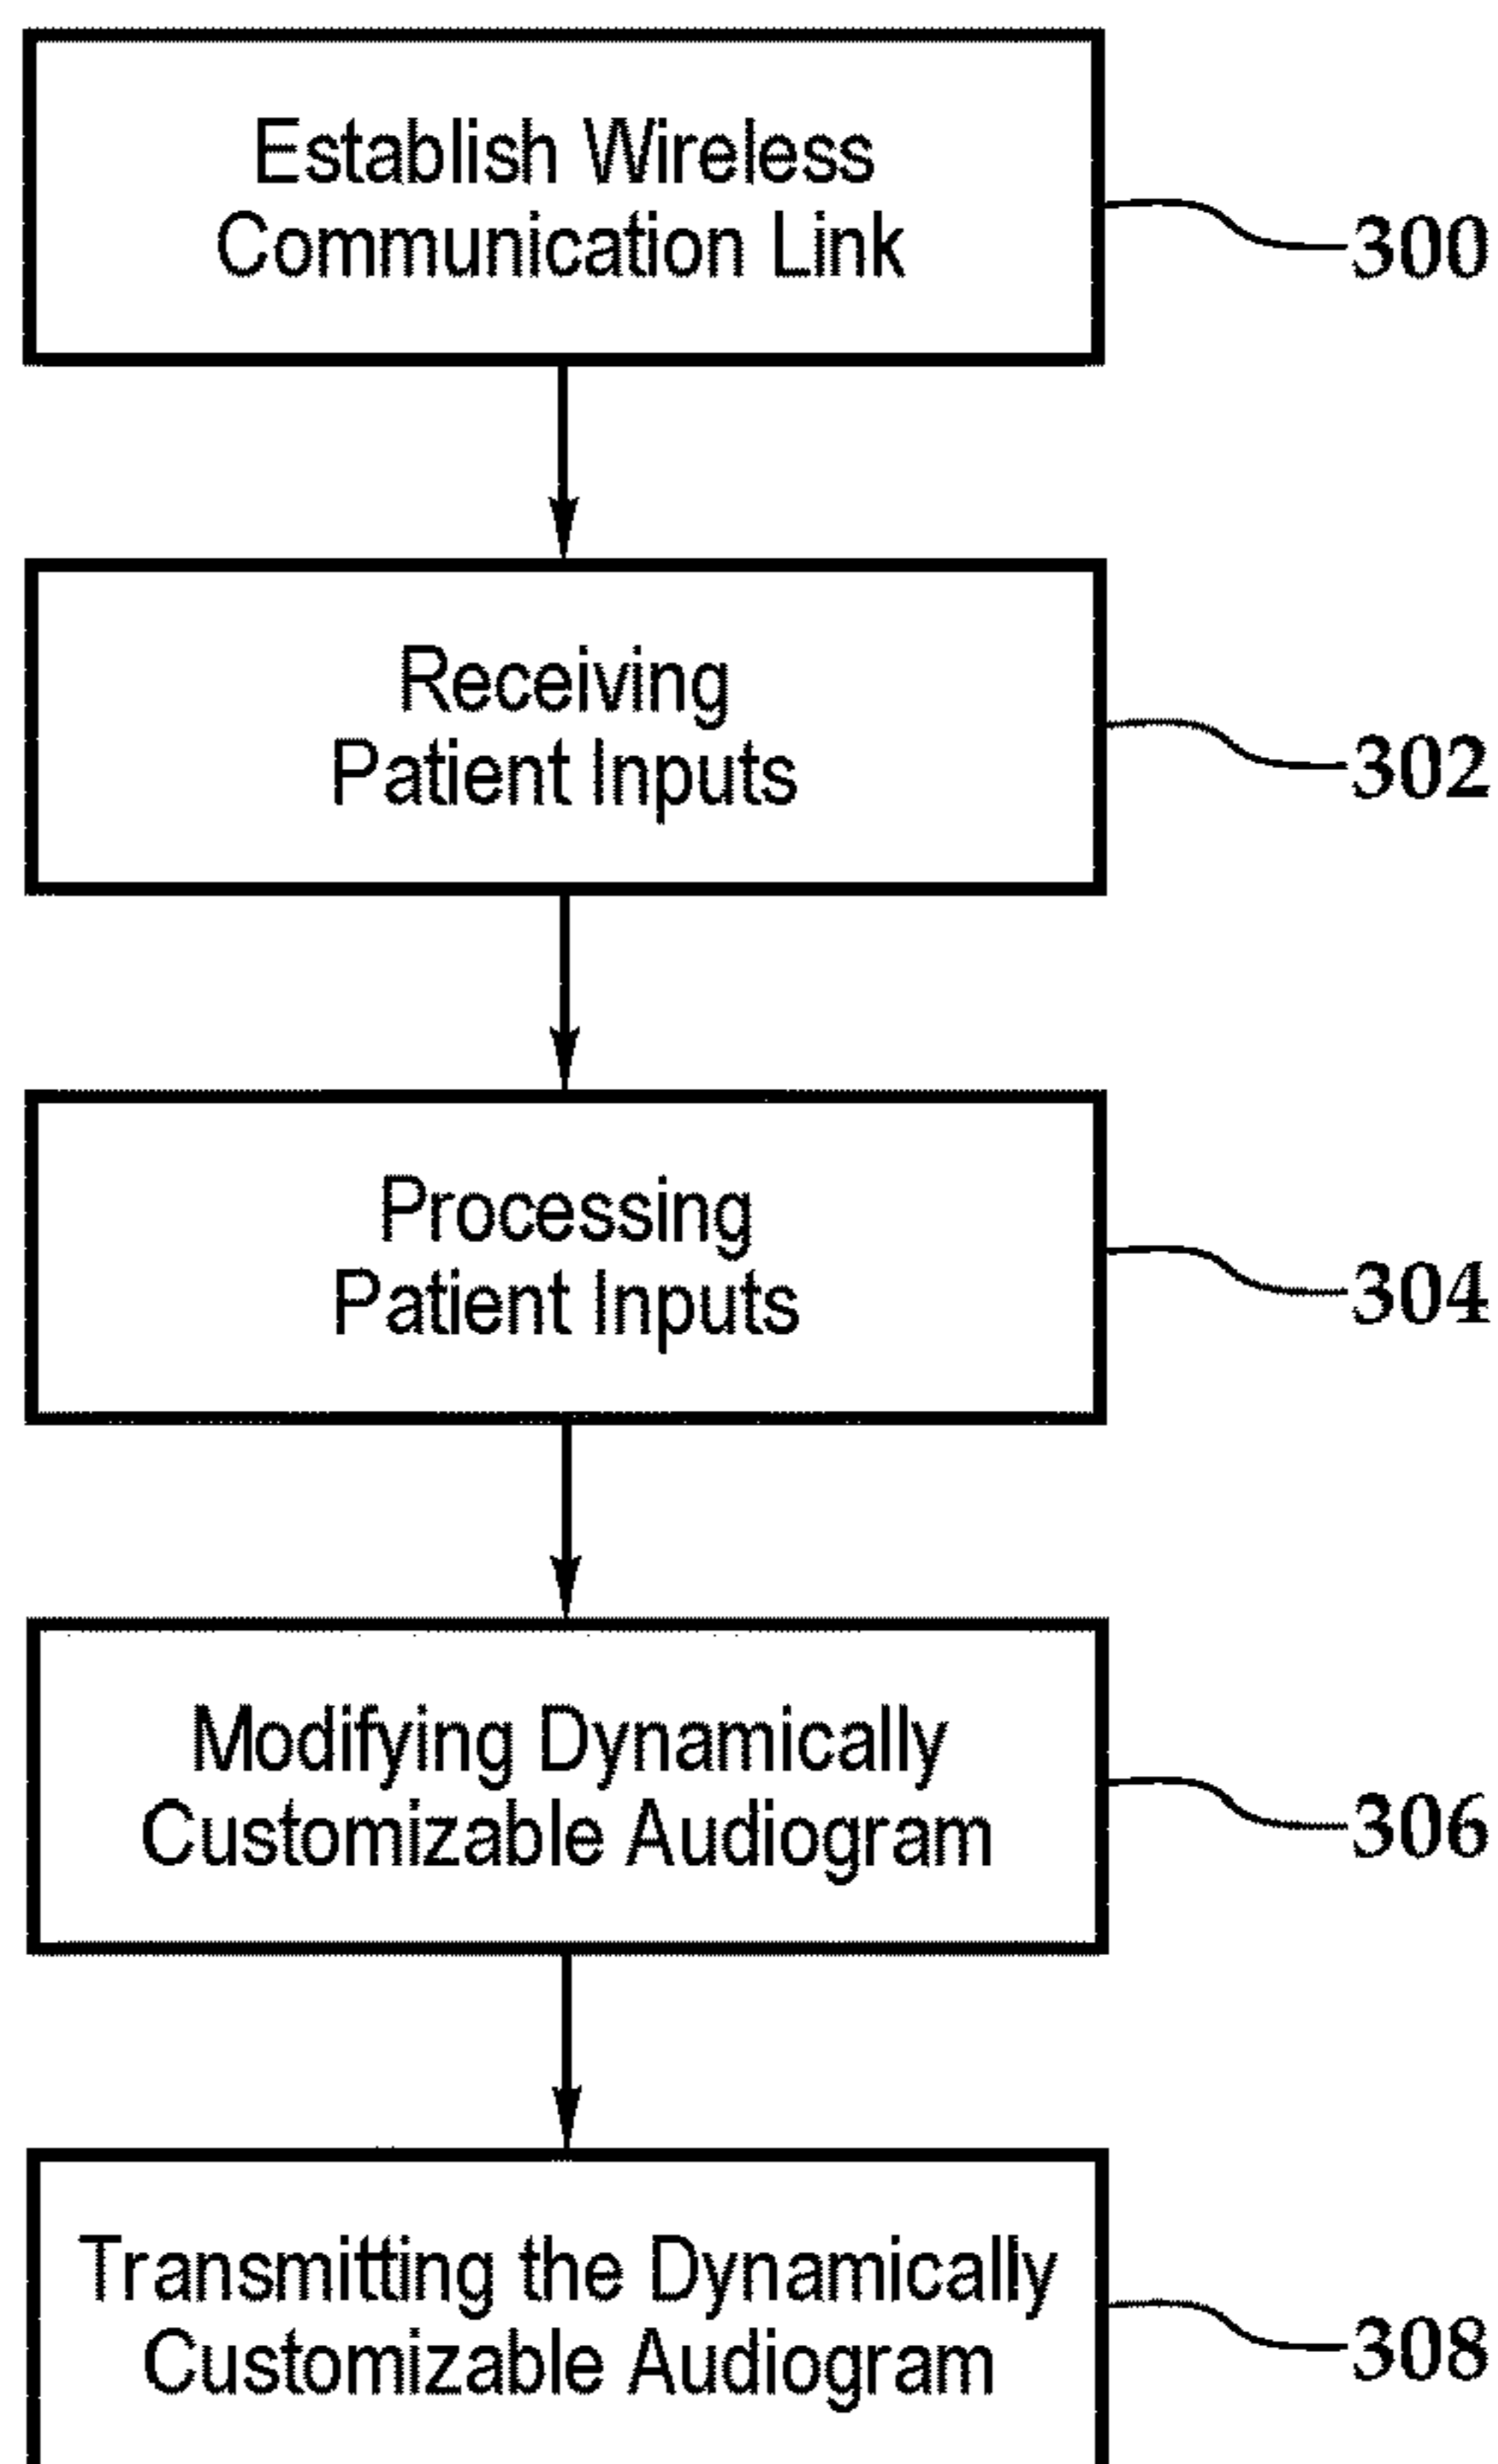 Establish Wireless
Communication Link
300
Receiving
Patient Inputs
302
Processing
Patient Inputs
304
Modifying Dynamically
Customizable Audiogram
306
Transmitting the Dynamically
Customizable Audiogram
308